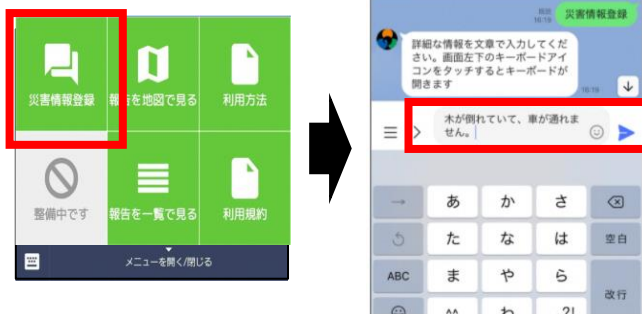 災害情報登録
報告を地図で見る
利用方法
整備中です
報告を一覧で見る
利用規約
メニューを開く/閉じる
既読
16:19
災害情報登録
詳細な情報を文章で入力してくだ
さい。画面左下のキーボードアイ
コンをタッチするとキーボードが
開きます
16:19
木が倒れていて、車が通れま
せん。
あ
か
さ
た
な
は
空白
ABC
ま
や
ら
改行
^^
わ
.?!